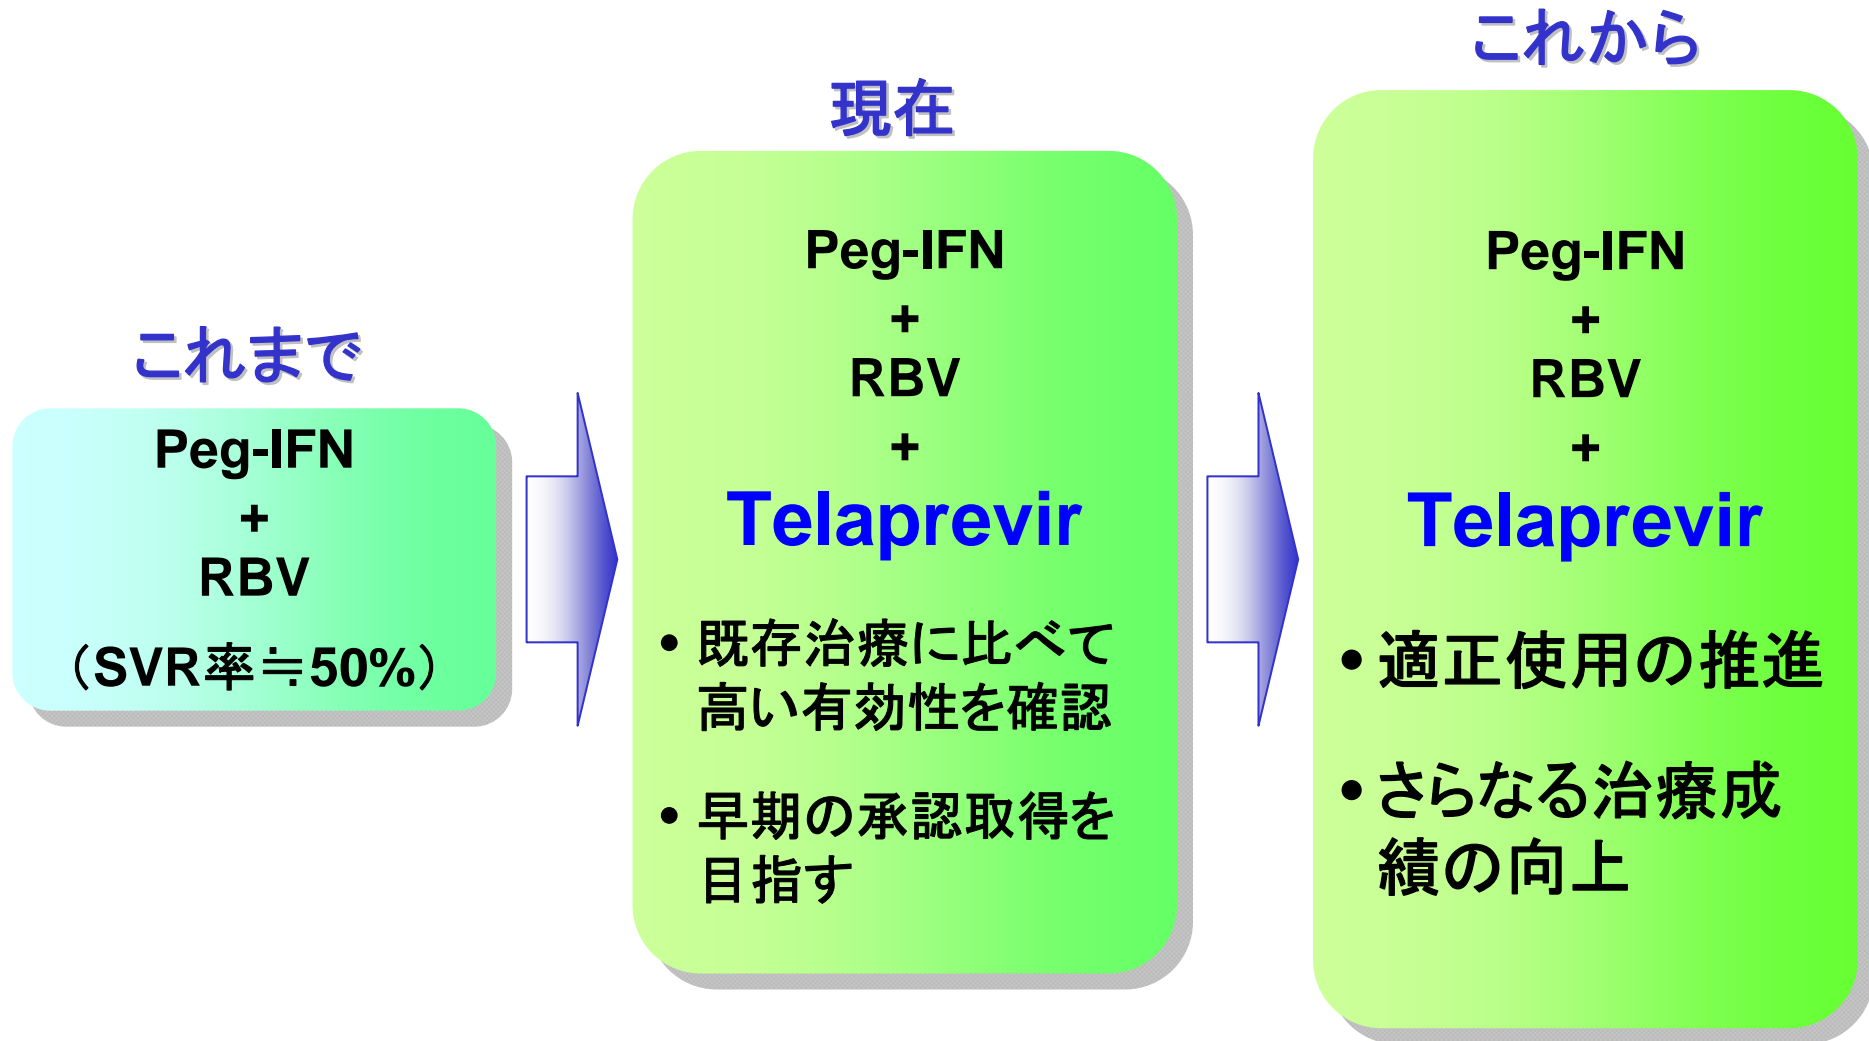 これまで
Peg-IFN
+
RBV
（SVR率≒50%）
現在
Peg-IFN
+
RBV
+
Telaprevir
• 既存治療に比べて
高い有効性を確認
• 早期の承認取得を
目指す
これから
Peg-IFN
+
RBV
+
Telaprevir
• 適正使用の推進
• さらなる治療成
績の向上